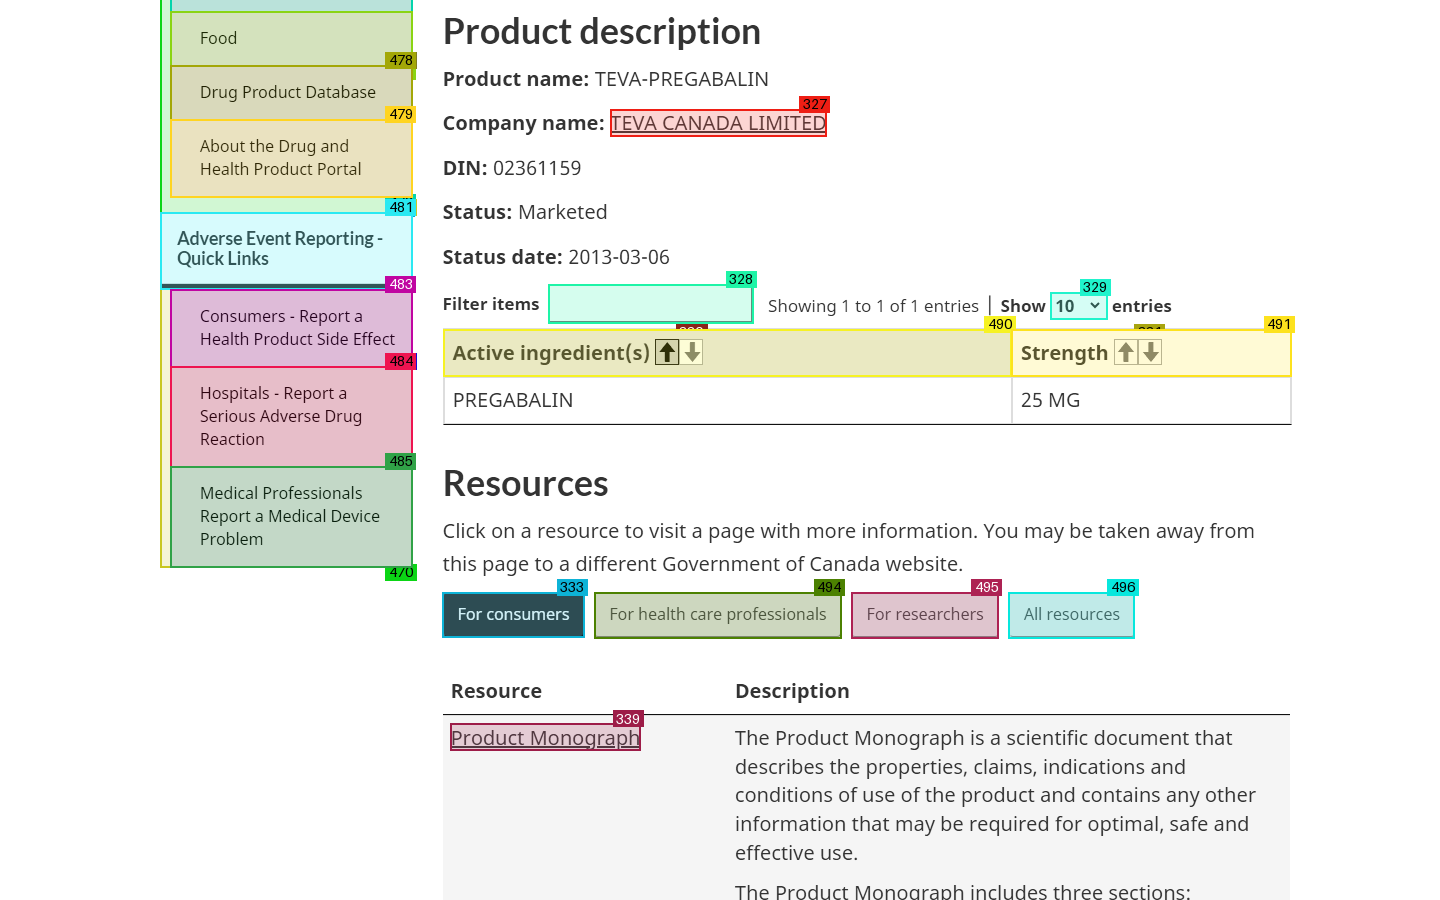 Food
478
Drug Product Database
479
About the Drug and
Health Product Portal
481
Adverse Event Reporting -
Quick Links
483
Consumers - Report a
Health Product Side Effect
484
Hospitals - Report a
Serious Adverse Drug
Reaction
485
Medical Professionals
Report a Medical Device
Problem
470
Product description
Product name: TEVA-PREGABALIN
327
Company name: TEVA CANADA LIMITED
DIN: 02361159
Status: Marketed
Status date: 2013-03-06
328
329
Filter items
Showing 1 to 1 of 1 entries | Show 10 entries
490
491
Active ingredient(s) Strength
PREGABALIN 25 MG
Resources
Click on a resource to visit a page with more information. You may be taken away from
this page to a different Government of Canada website.
333 494 495 496
For consumers For health care professionals For researchers All resources
Resource Description
339
Product Monograph
The Product Monograph is a scientific document that
describes the properties, claims, indications and
conditions of use of the product and contains any other
information that may be required for optimal, safe and
effective use.
The Product Monograph includes three sections: